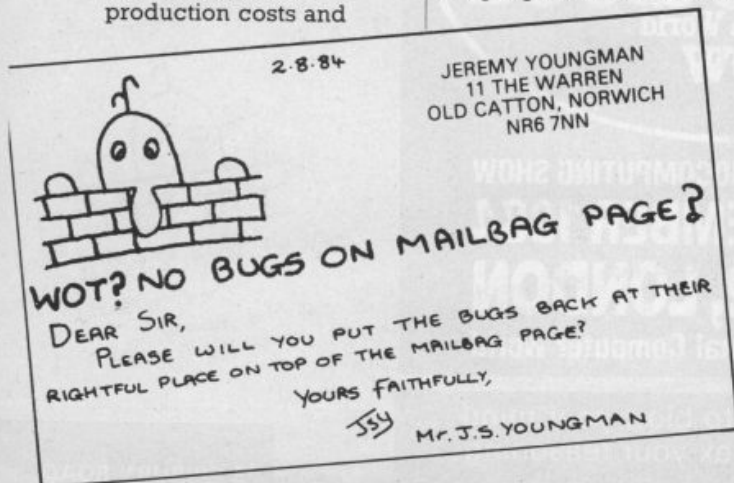 production costs and
2.8.84
JEREMY YOUNGMAN
11 THE WARREN
OLD CATTON, NORWICH
NR6 7NN
WOT? NO BUGS ON MAILBAG PAGE?
DEAR SIR,
PLEASE WILL YOU PUT THE BUGS BACK AT THEIR
RIGHTFUL PLACE ON TOP OF THE MAILBAG PAGE?
YOURS FAITHFULLY,
JSY
Mr. J.S. YOUNGMAN